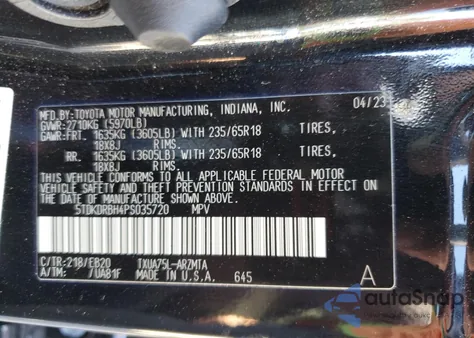 MFD.BY:TOYOTA MOTOR MANUFACTURING, INDIANA, INC. 04/23
GVWR:2710KG (5970LB)
GAWR:FRT. 1635KG (3605LB) WITH 235/65R18 TIRES,
18X8J RIMS.
RR. 1635KG (3605LB) WITH 235/65R18 TIRES,
18X8J RIMS.
THIS VEHICLE CONFORMS TO ALL APPLICABLE FEDERAL MOTOR
VEHICLE SAFETY AND THEFT PREVENTION STANDARDS IN EFFECT
ON THE DATE OF MANUFACTURE SHOWN ABOVE.
5TDKDRBH4PS035720 MPV
C/TR:218/EB20 TXUA75L-ARZMTA
A/TM: /UA81F MADE IN U.S.A. 645 A
autoSnap